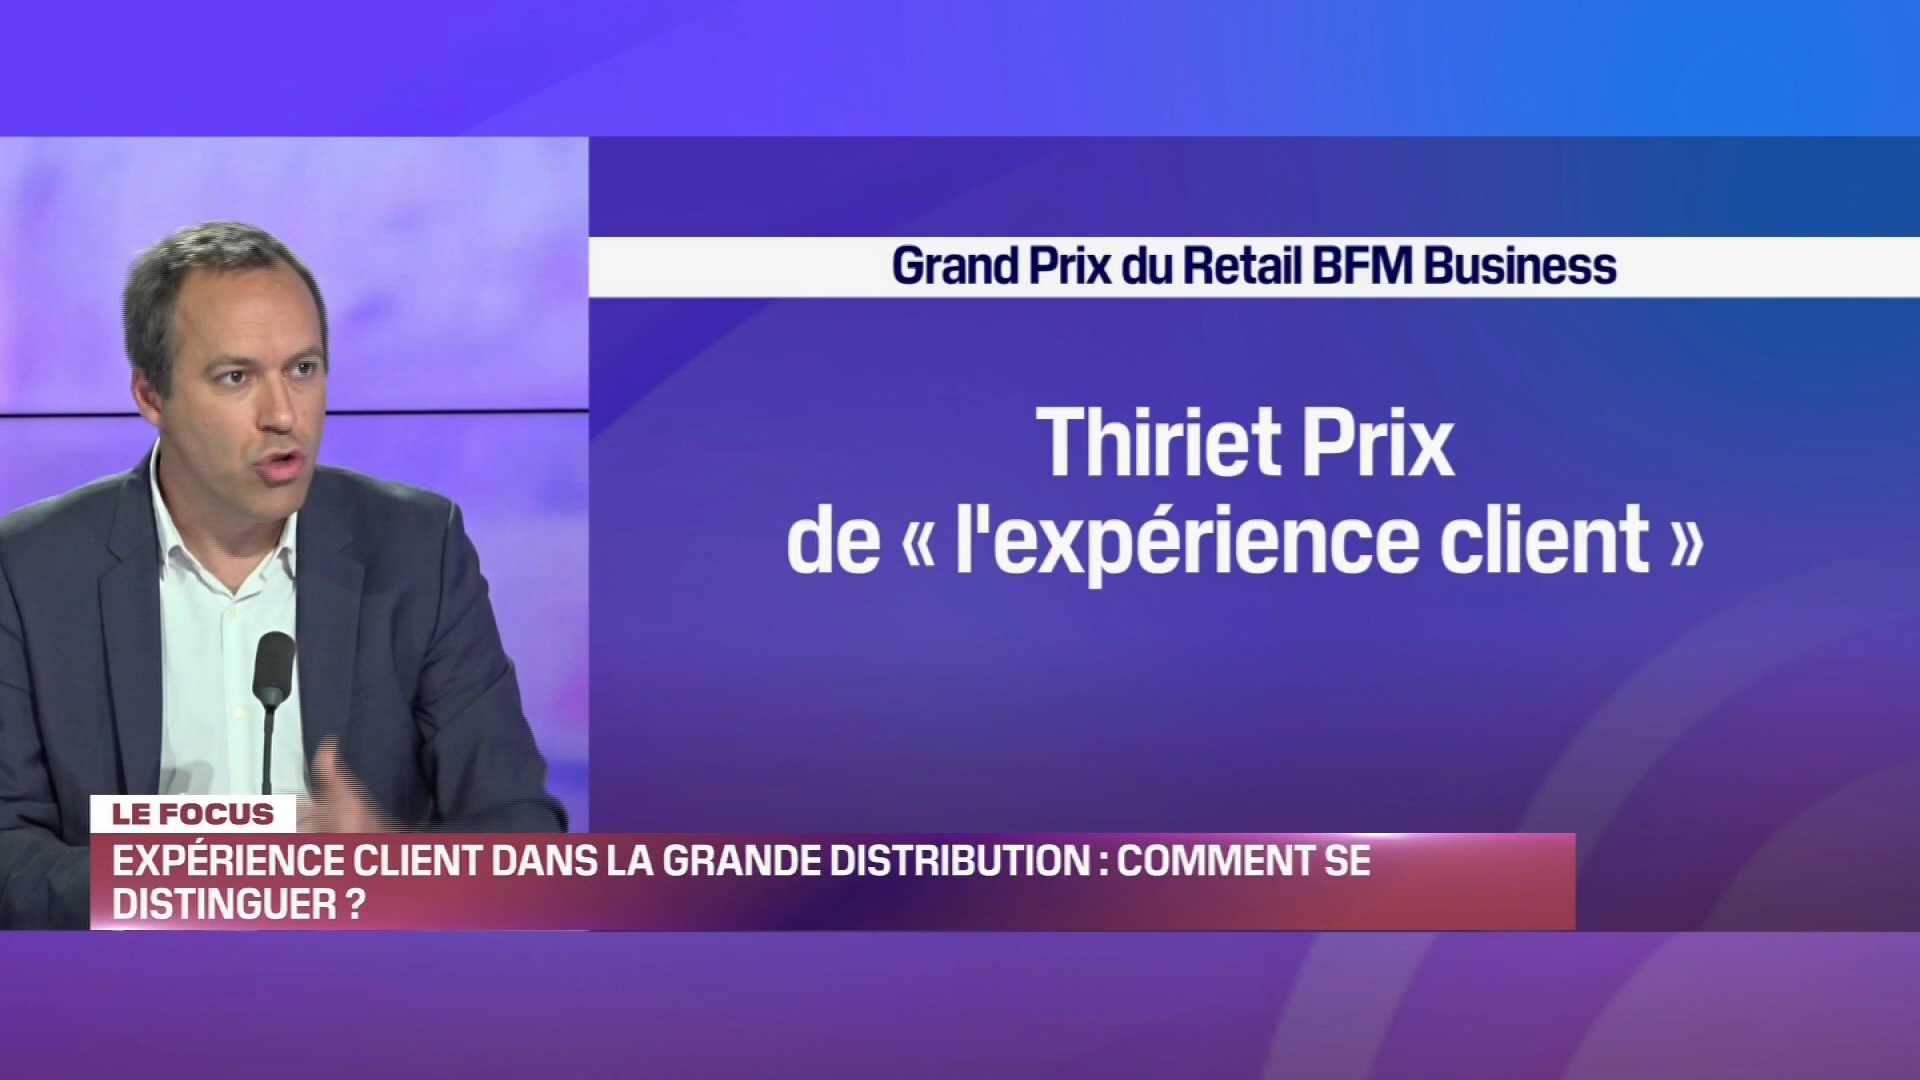 Grand Prix du Retail BFM Business
Thiriet Prix
de « l'expérience client »
LE FOCUS
EXPÉRIENCE CLIENT DANS LA GRANDE DISTRIBUTION : COMMENT SE
DISTINGUER ?